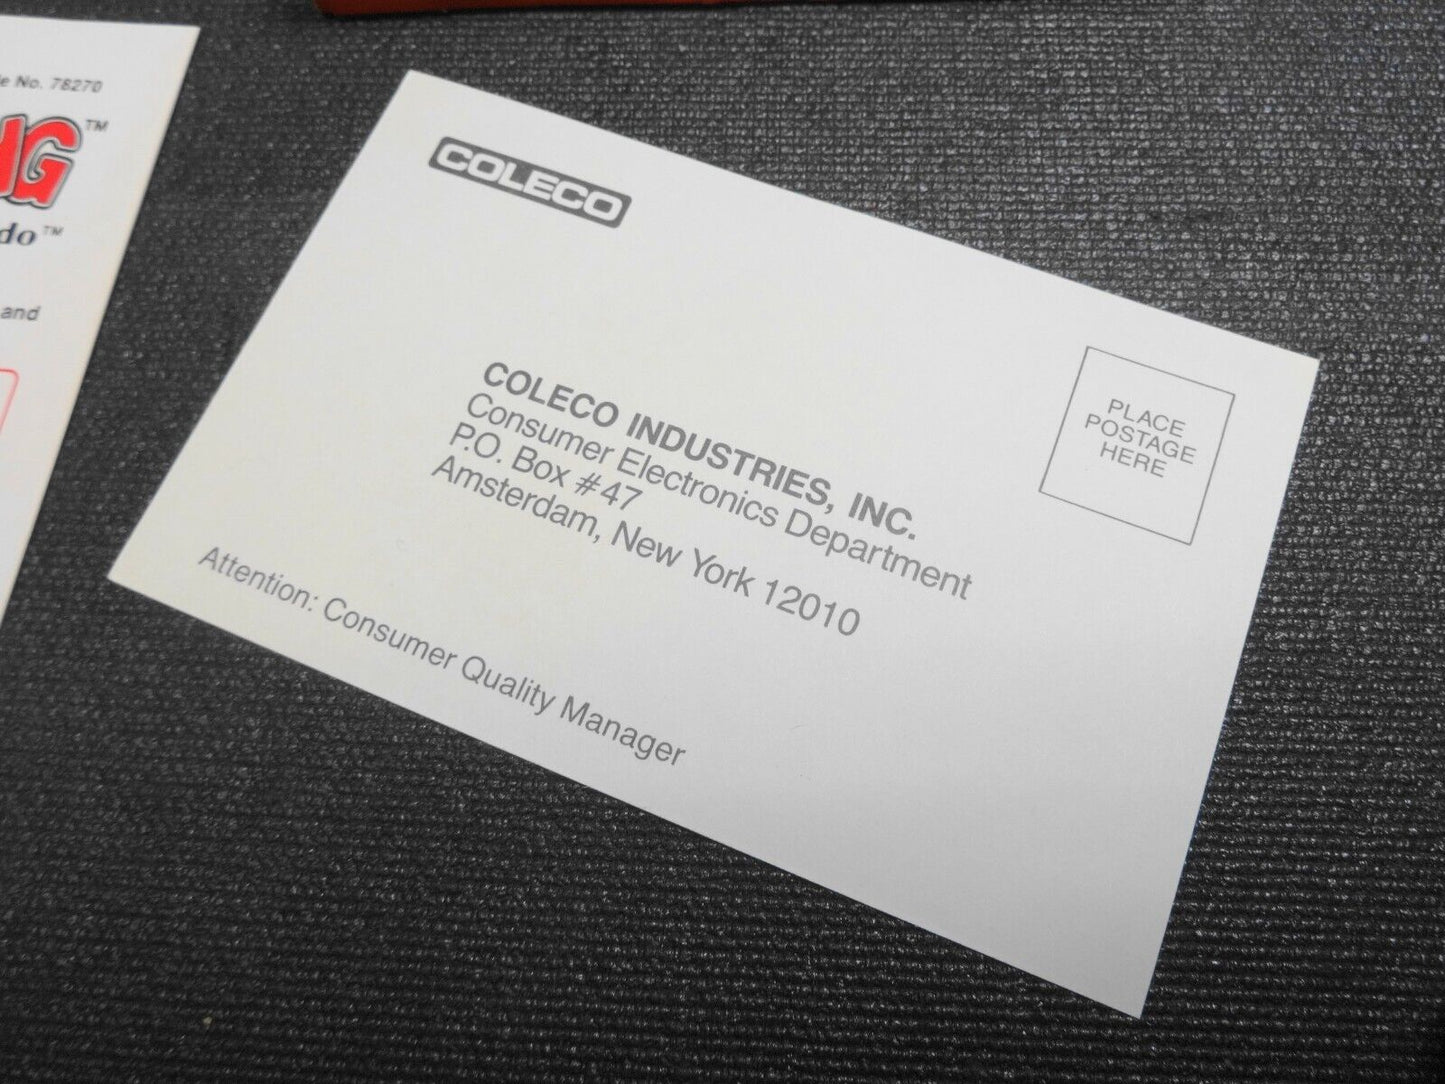 No. 78270
NG™
do™
and
COLECO
COLECO INDUSTRIES, INC.
Consumer Electronics Department
P.O. Box #47
Amsterdam, New York 12010
Attention: Consumer Quality Manager
PLACE
POSTAGE
HERE